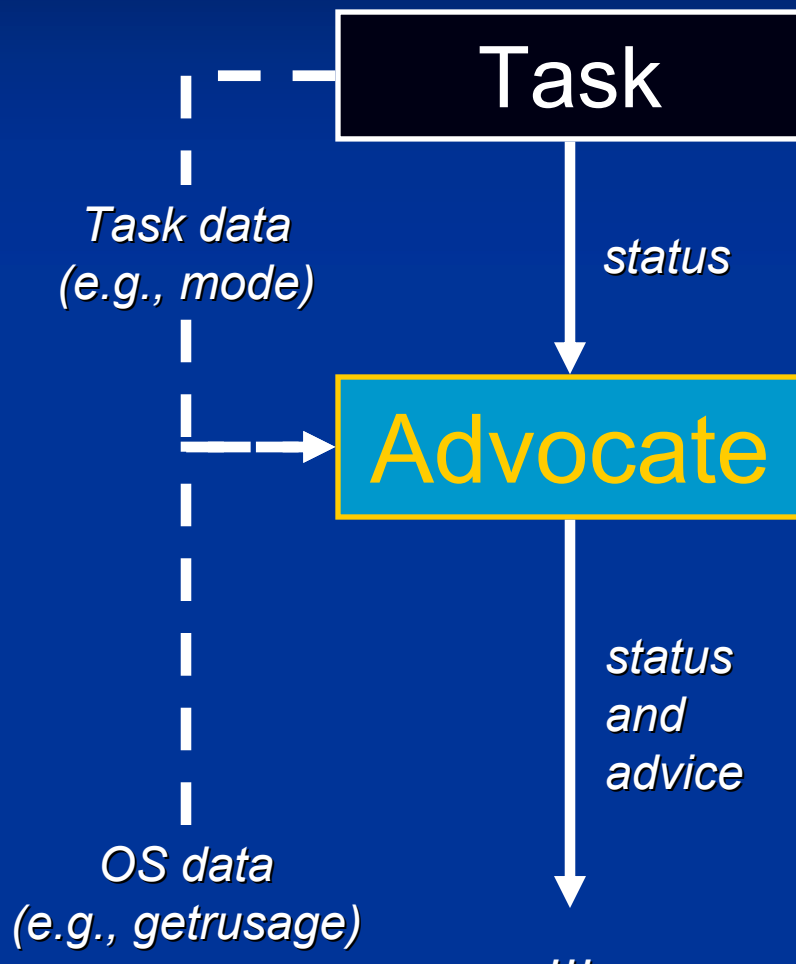 Task
Task data
(e.g., mode)
status
Advocate
status
and
advice
OS data
(e.g., getrusage)